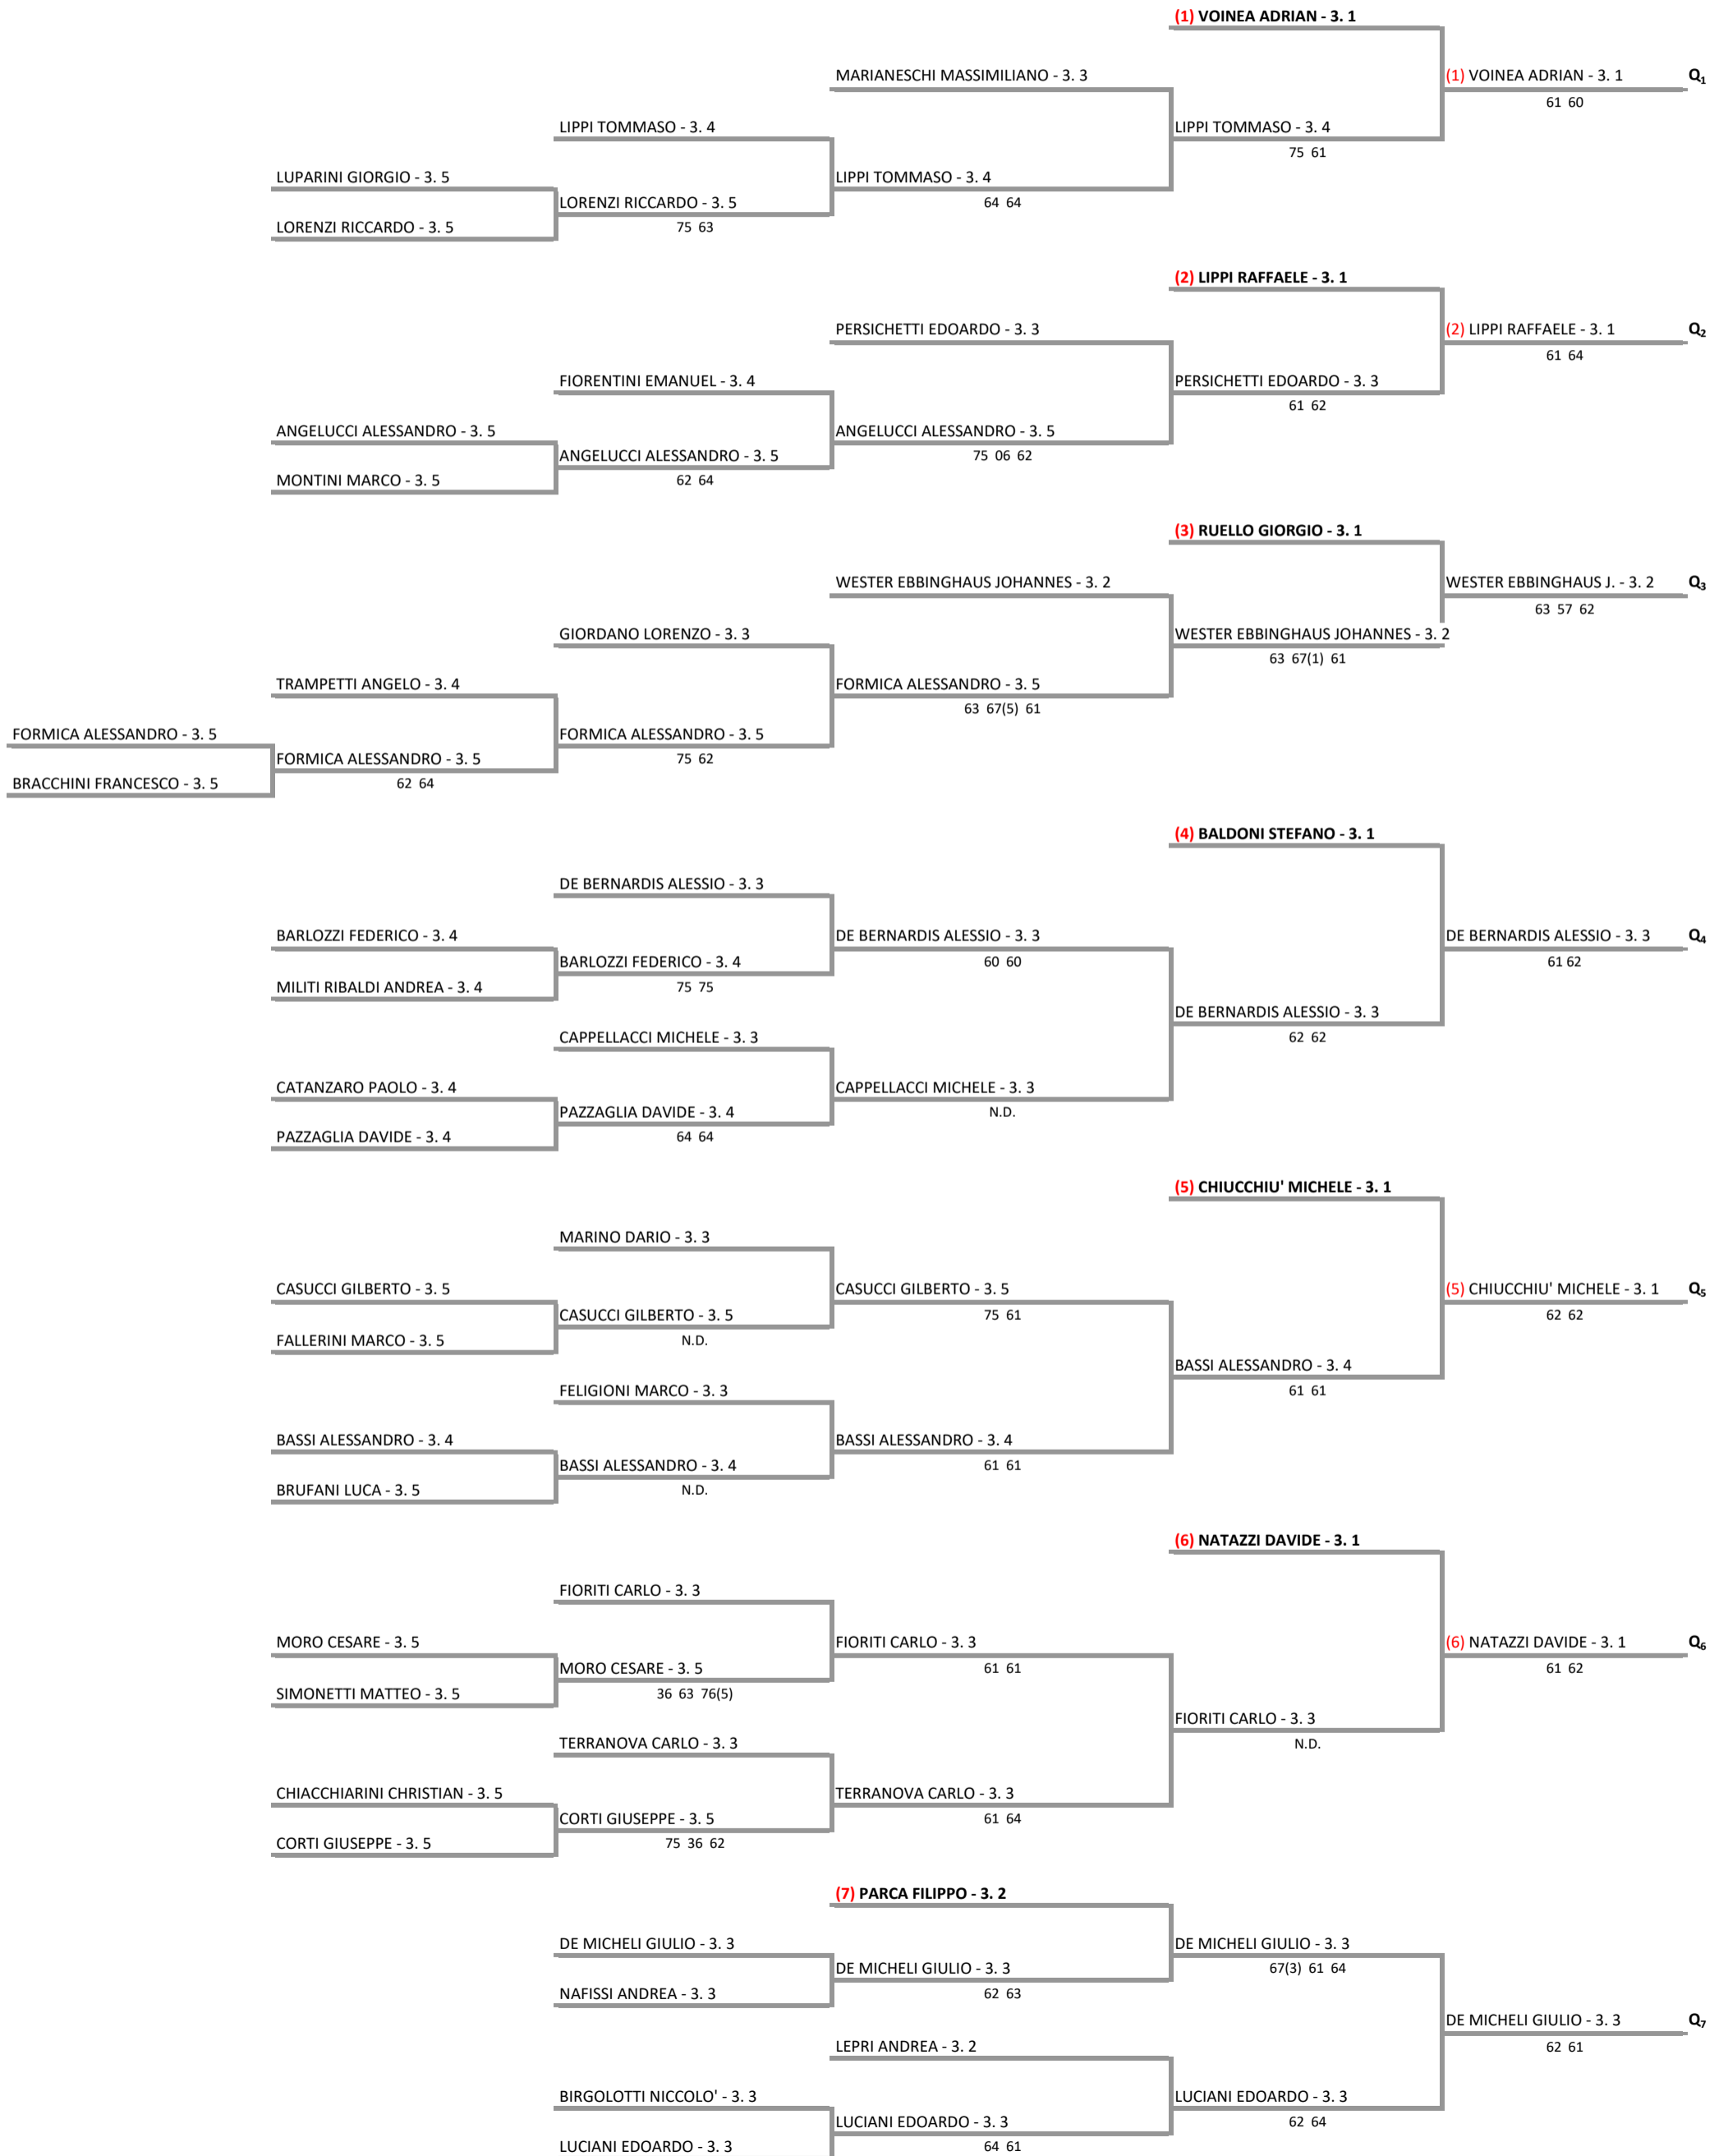 (1) VOINEA ADRIAN - 3. 1
MARIANESCHI MASSIMILIANO - 3. 3
(1) VOINEA ADRIAN - 3. 1 Q₁
61 60
LIPPI TOMMASO - 3. 4
LIPPI TOMMASO - 3. 4
75 61
LUPARINI GIORGIO - 3. 5
LIPPI TOMMASO - 3. 4
64 64
LORENZI RICCARDO - 3. 5
75 63
LORENZI RICCARDO - 3. 5
(2) LIPPI RAFFAELE - 3. 1
PERSICHETTI EDOARDO - 3. 3
(2) LIPPI RAFFAELE - 3. 1 Q₂
61 64
FIORENTINI EMANUEL - 3. 4
PERSICHETTI EDOARDO - 3. 3
61 62
ANGELUCCI ALESSANDRO - 3. 5
ANGELUCCI ALESSANDRO - 3. 5
75 06 62
ANGELUCCI ALESSANDRO - 3. 5
62 64
MONTINI MARCO - 3. 5
(3) RUELLO GIORGIO - 3. 1
WESTER EBBINGHAUS JOHANNES - 3. 2
WESTER EBBINGHAUS J. - 3. 2 Q₃
63 57 62
GIORDANO LORENZO - 3. 3
WESTER EBBINGHAUS JOHANNES - 3. 2
63 67(1) 61
TRAMPETTI ANGELO - 3. 4
FORMICA ALESSANDRO - 3. 5
63 67(5) 61
FORMICA ALESSANDRO - 3. 5
FORMICA ALESSANDRO - 3. 5
75 62
FORMICA ALESSANDRO - 3. 5
62 64
BRACCHINI FRANCESCO - 3. 5
(4) BALDONI STEFANO - 3. 1
DE BERNARDIS ALESSIO - 3. 3
BARLOZZI FEDERICO - 3. 4
DE BERNARDIS ALESSIO - 3. 3
60 60
DE BERNARDIS ALESSIO - 3. 3 Q₄
61 62
BARLOZZI FEDERICO - 3. 4
75 75
MILITI RIBALDI ANDREA - 3. 4
DE BERNARDIS ALESSIO - 3. 3
62 62
CAPPELLACCI MICHELE - 3. 3
CATANZARO PAOLO - 3. 4
CAPPELLACCI MICHELE - 3. 3
N.D.
PAZZAGLIA DAVIDE - 3. 4
64 64
PAZZAGLIA DAVIDE - 3. 4
(5) CHIUCCHIU' MICHELE - 3. 1
MARINO DARIO - 3. 3
CASUCCI GILBERTO - 3. 5
CASUCCI GILBERTO - 3. 5
75 61
(5) CHIUCCHIU' MICHELE - 3. 1 Q₅
62 62
CASUCCI GILBERTO - 3. 5
N.D.
FALLERINI MARCO - 3. 5
BASSI ALESSANDRO - 3. 4
61 61
FELIGIONI MARCO - 3. 3
BASSI ALESSANDRO - 3. 4
BASSI ALESSANDRO - 3. 4
61 61
BASSI ALESSANDRO - 3. 4
N.D.
BRUFANI LUCA - 3. 5
(6) NATAZZI DAVIDE - 3. 1
FIORITI CARLO - 3. 3
MORO CESARE - 3. 5
FIORITI CARLO - 3. 3
61 61
(6) NATAZZI DAVIDE - 3. 1 Q₆
61 62
MORO CESARE - 3. 5
36 63 76(5)
SIMONETTI MATTEO - 3. 5
FIORITI CARLO - 3. 3
N.D.
TERRANOVA CARLO - 3. 3
CHIACCHIARINI CHRISTIAN - 3. 5
TERRANOVA CARLO - 3. 3
61 64
CORTI GIUSEPPE - 3. 5
75 36 62
CORTI GIUSEPPE - 3. 5
(7) PARCA FILIPPO - 3. 2
DE MICHELI GIULIO - 3. 3
DE MICHELI GIULIO - 3. 3
67(3) 61 64
DE MICHELI GIULIO - 3. 3
62 63
NAFISSI ANDREA - 3. 3
DE MICHELI GIULIO - 3. 3 Q₇
62 61
LEPRI ANDREA - 3. 2
BIRGOLOTTI NICCOLO' - 3. 3
LUCIANI EDOARDO - 3. 3
62 64
LUCIANI EDOARDO - 3. 3
64 61
LUCIANI EDOARDO - 3. 3